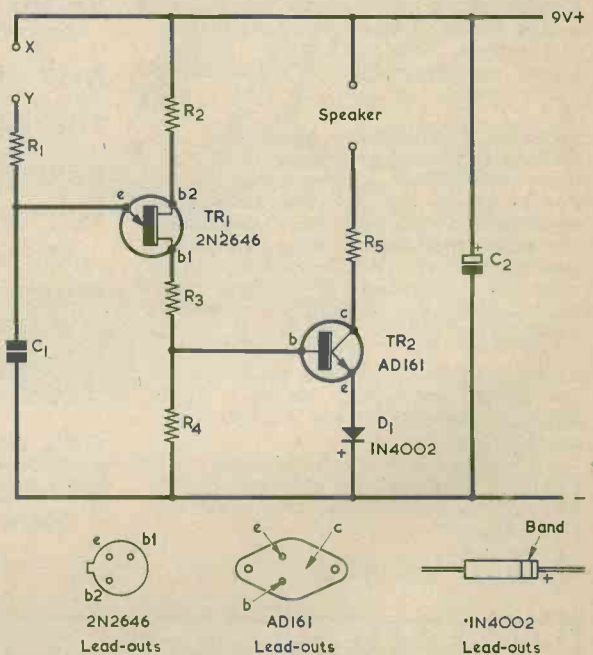 9V+
X
Y
Speaker
R1
R2
e
b2
TR1
2N2646
b1
R3
R5
+
C2
C1
c
b
TR2
AD161
e
R4
D1
+
1N4002
−
e
b1
b2
2N2646
Lead-outs
e
c
b
AD161
Lead-outs
Band
+
1N4002
Lead-outs